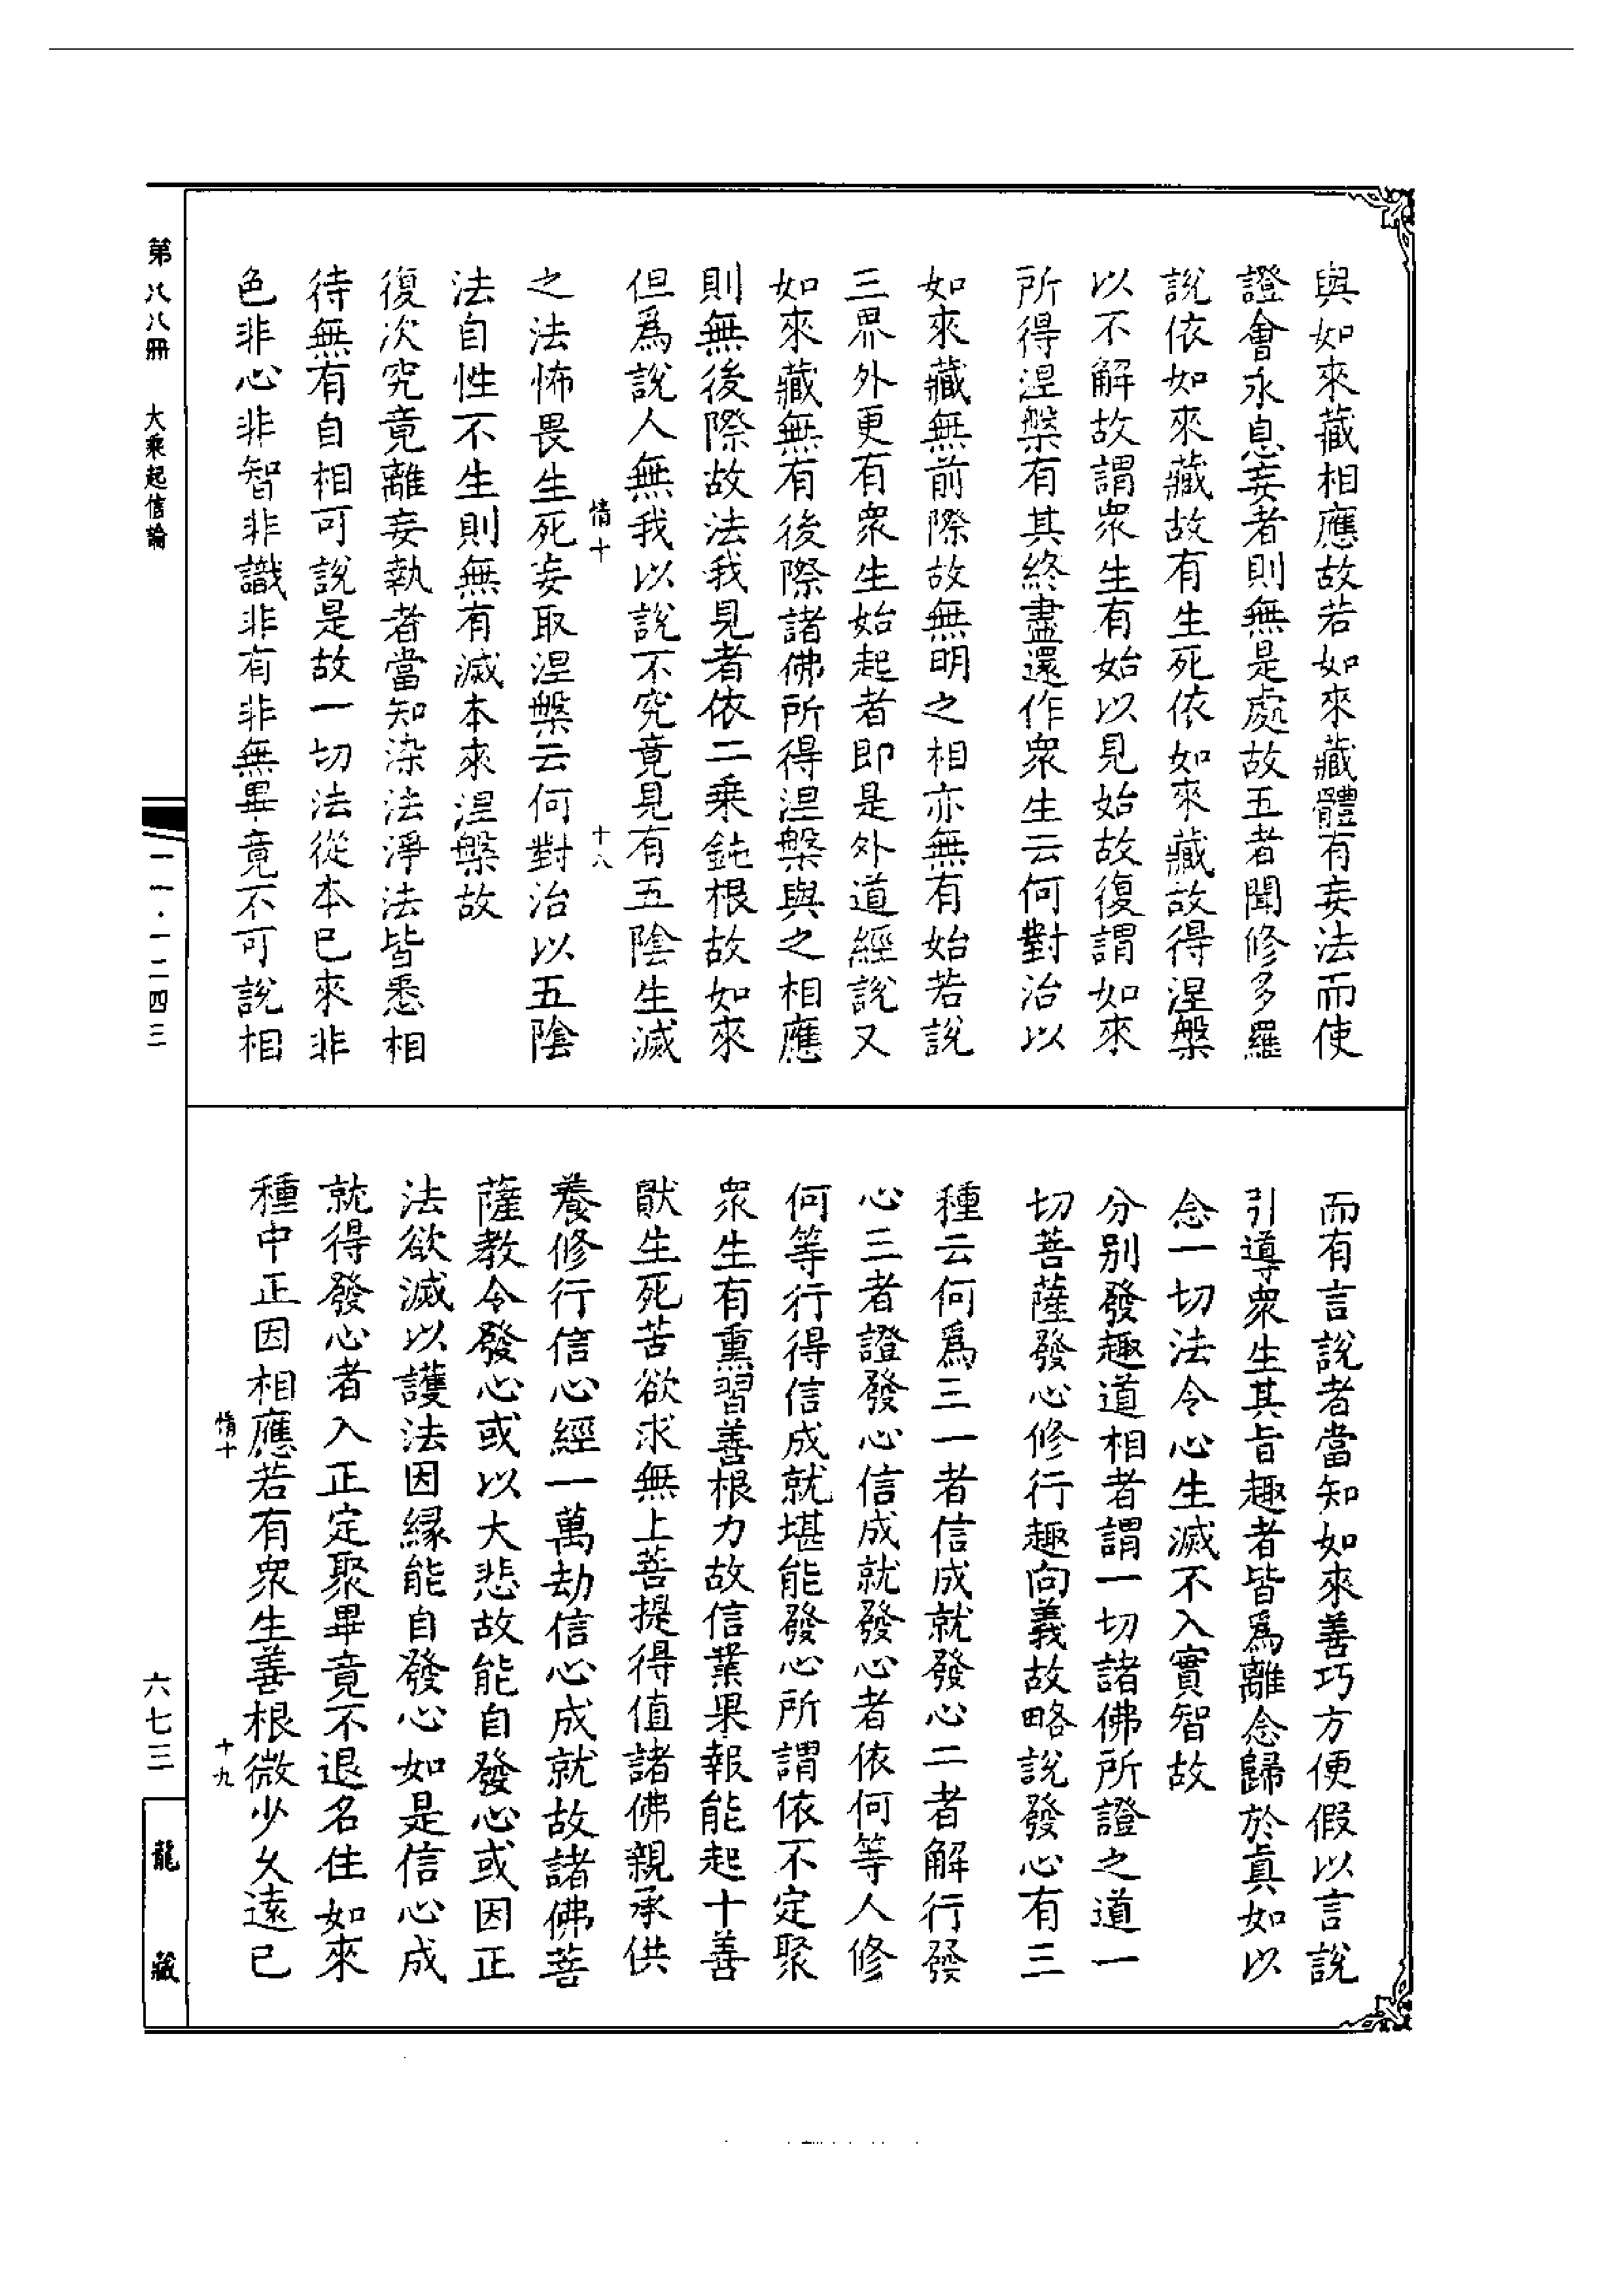 與如來藏相應故若如來藏體有妄法而使
證會永息妄者則無是處故五者聞修多羅
說依如來藏故有生死依如來藏故得涅槃
以不解故謂衆生有始以見始故復謂如來
所得涅槃有其終盡還作衆生云何對治以
如來藏無前際故無明之相亦無有始若說
三界外更有衆生始起者即是外道經說又
如來藏無有後際諸佛所得涅槃與之相應
則無後際故法我見者依二乘鈍根故如來
但爲說人無我以說不究竟見有五陰生滅
情十 十八
之法怖畏生死妄取涅槃云何對治以五陰
法自性不生則無有滅本來涅槃故
復次究竟離妄執者當知染法淨法皆悉相
待無有自相可說是故一切法從本已來非
色非心非智非識非有非無畢竟不可說相
而有言說者當知如來善巧方便假以言說
引導衆生其旨趣者皆爲離念歸於真如以
念一切法令心生滅不入實智故
分別發趣道相者謂一切諸佛所證之道一
切菩薩發心修行趣向義故略說發心有三
種云何爲三一者信成就發心二者解行發
心三者證發心信成就發心者依何等人修
何等行得信成就堪能發心所謂依不定聚
衆生有熏習善根力故信業果報能起十善
厭生死苦欲求無上菩提得值諸佛親承供
養修行信心經一萬劫信心成就故諸佛菩
薩教令發心或以大悲故能自發心或因正
法欲滅以護法因緣能自發心如是信心成
就得發心者入正定聚畢竟不退名住如來
種中正因相應若有衆生善根微少久遠已
情十 十九
第八八冊 大乘起信論
一一·一二四三
六七三
龍藏